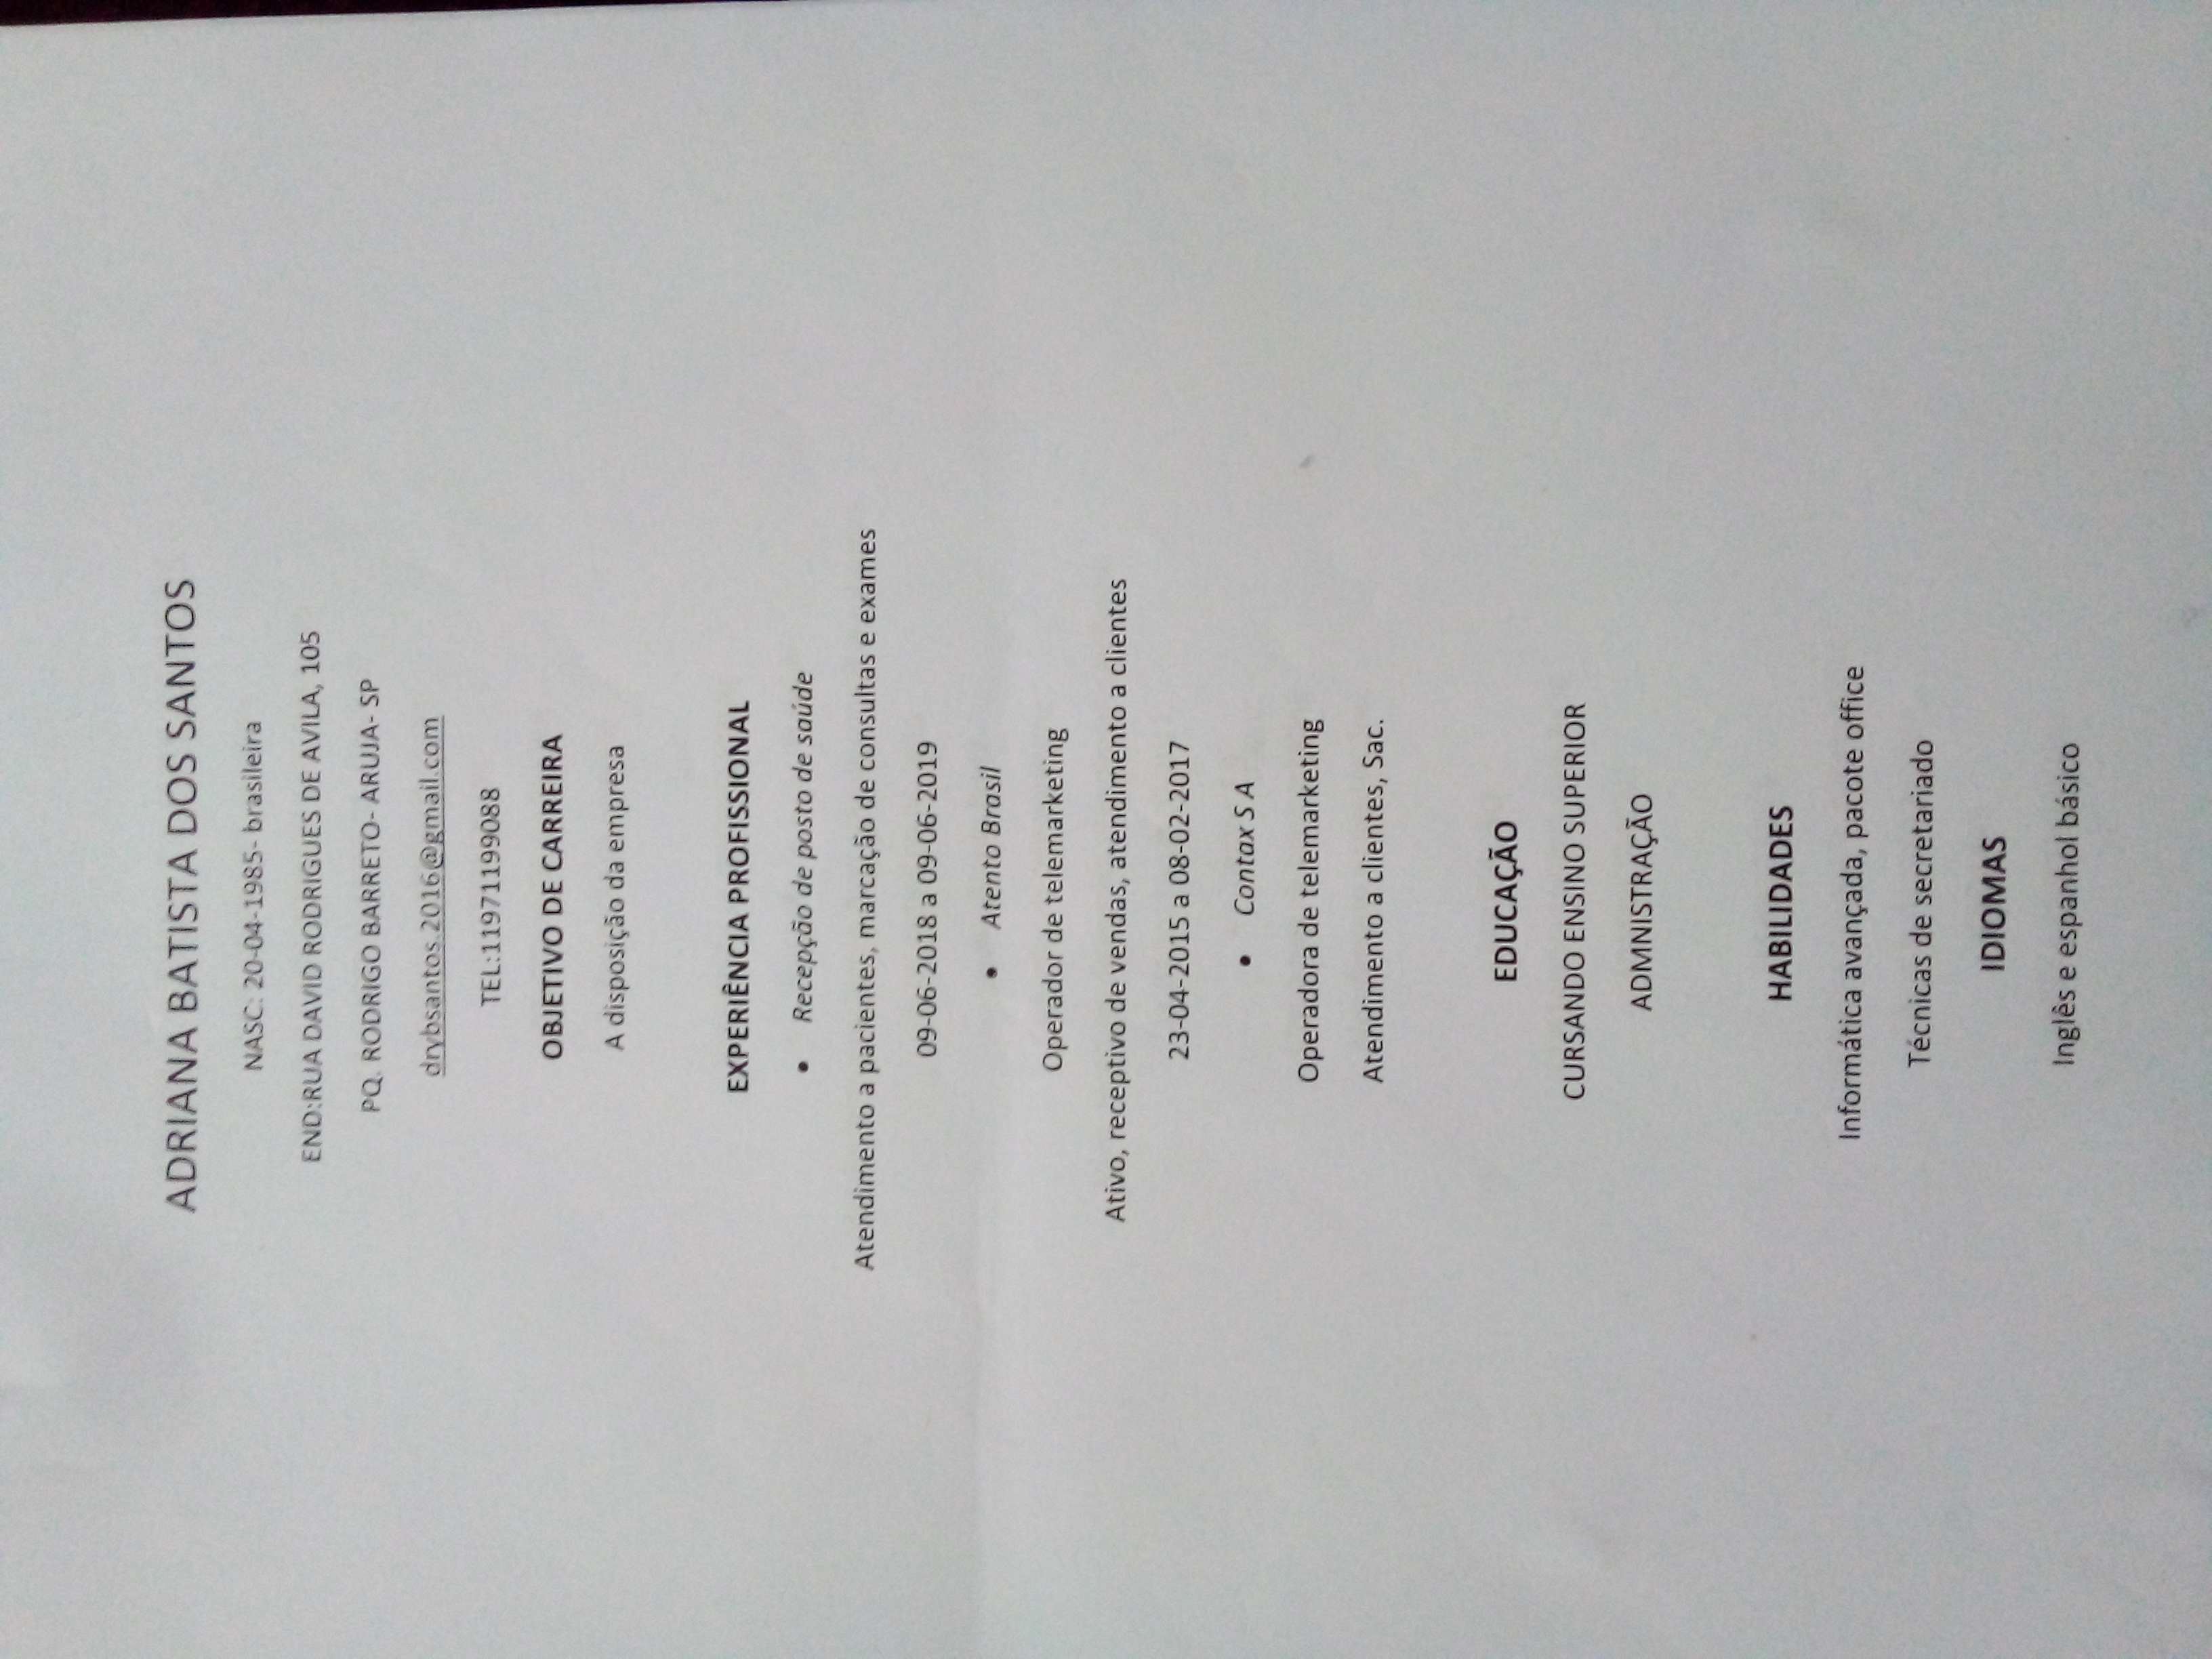 ADRIANA BATISTA DOS SANTOS
NASC: 20-04-1985- brasileira
END:RUA DAVID RODRIGUES DE AVILA, 105
PQ. RODRIGO BARRETO- ARUJA- SP
drybsantos.2016@gmail.com
TEL:11971199088
OBJETIVO DE CARREIRA
A disposição da empresa
EXPERIÊNCIA PROFISSIONAL
• Recepção de posto de saúde
Atendimento a pacientes, marcação de consultas e exames
09-06-2018 a 09-06-2019
• Atento Brasil
Operador de telemarketing
Ativo, receptivo de vendas, atendimento a clientes
23-04-2015 a 08-02-2017
• Contax S A
Operadora de telemarketing
Atendimento a clientes, Sac.
EDUCAÇÃO
CURSANDO ENSINO SUPERIOR
ADMNISTRAÇÃO
HABILIDADES
Informática avançada, pacote office
Técnicas de secretariado
IDIOMAS
Inglês e espanhol básico